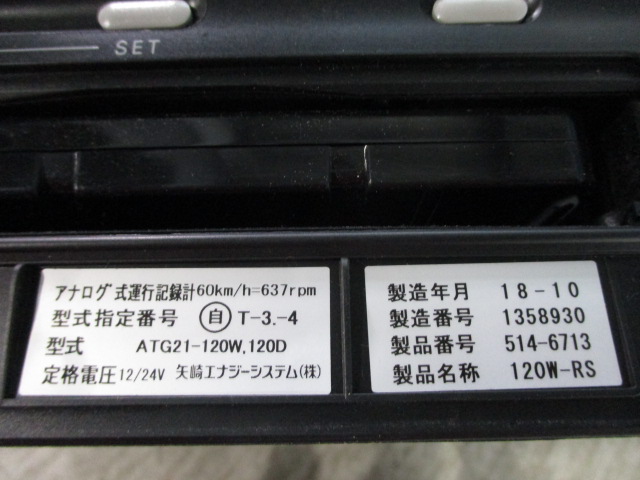 SET
アナログ式運行記録計60km/h=637rpm
型式指定番号 ㊂自 T-3.-4
型式 ATG21-120W,120D
定格電圧12/24V 矢崎エナジーシステム(株)
製造年月 18-10
製造番号 1358930
製品番号 514-6713
製品名称 120W-RS